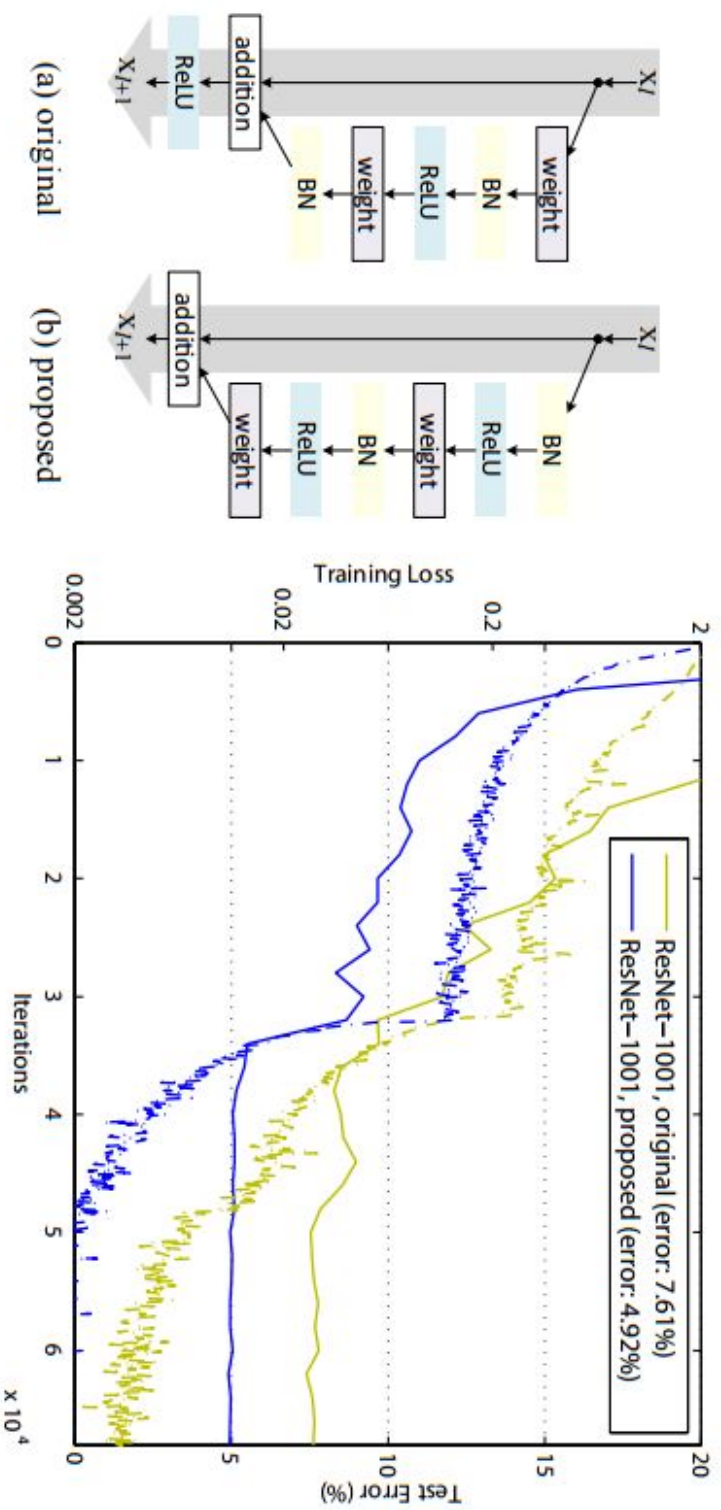 x_l
weight
BN
ReLU
weight
BN
addition
ReLU
x_{l+1}
(a) original
x_l
BN
ReLU
weight
BN
ReLU
weight
addition
x_{l+1}
(b) proposed
Training Loss
2
0.2
0.02
0.002
ResNet−1001, original (error: 7.61%)
ResNet−1001, proposed (error: 4.92%)
20
15
10
5
0
Test Error (%)
0 1 2 3 4 5 6
Iterations
x 10^4